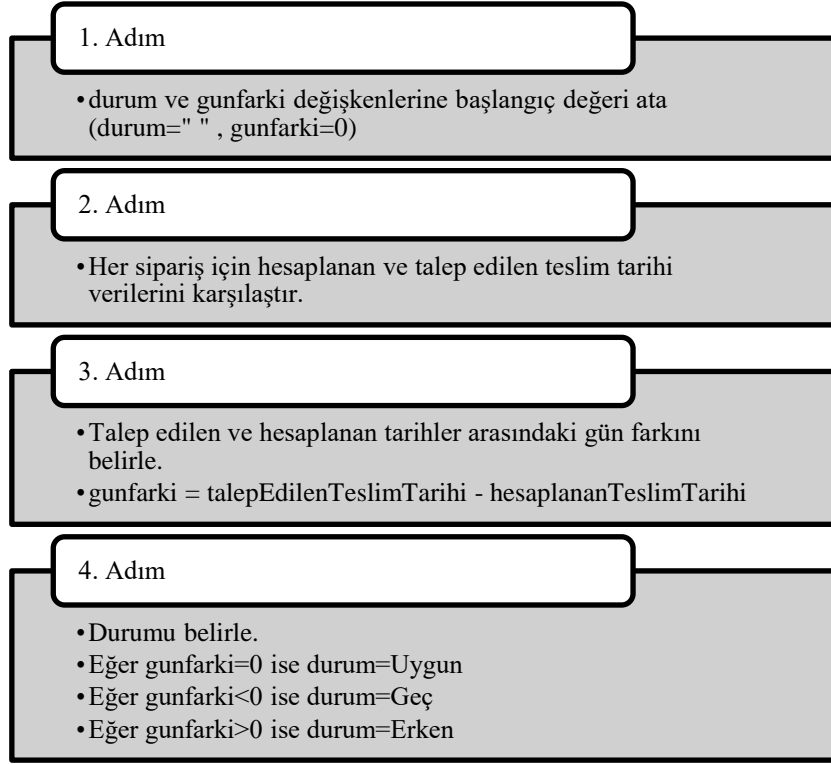 1. Adım
•durum ve gunfarki değişkenlerine başlangıç değeri ata
(durum=" " , gunfarki=0)
2. Adım
•Her sipariş için hesaplanan ve talep edilen teslim tarihi
verilerini karşılaştır.
3. Adım
•Talep edilen ve hesaplanan tarihler arasındaki gün farkını
belirle.
•gunfarki = talepEdilenTeslimTarihi - hesaplananTeslimTarihi
4. Adım
•Durumu belirle.
•Eğer gunfarki=0 ise durum=Uygun
•Eğer gunfarki<0 ise durum=Geç
•Eğer gunfarki>0 ise durum=Erken